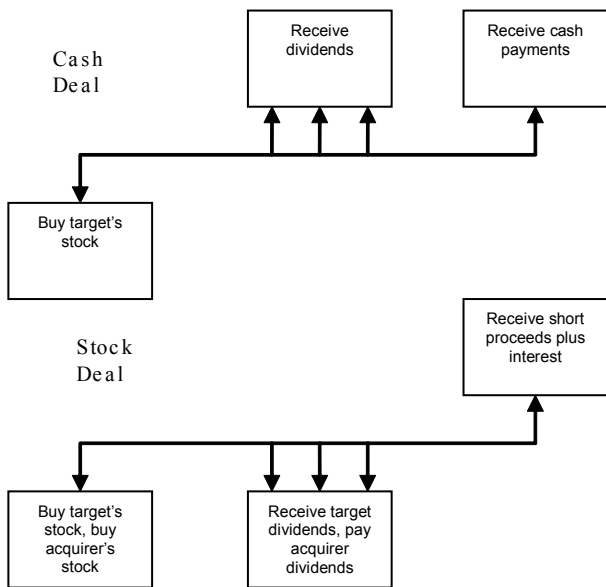 Cash
Deal
Receive
dividends
Receive cash
payments
Buy target's
stock
Stock
Deal
Receive short
proceeds plus
interest
Buy target's
stock, buy
acquirer's
stock
Receive target
dividends, pay
acquirer
dividends